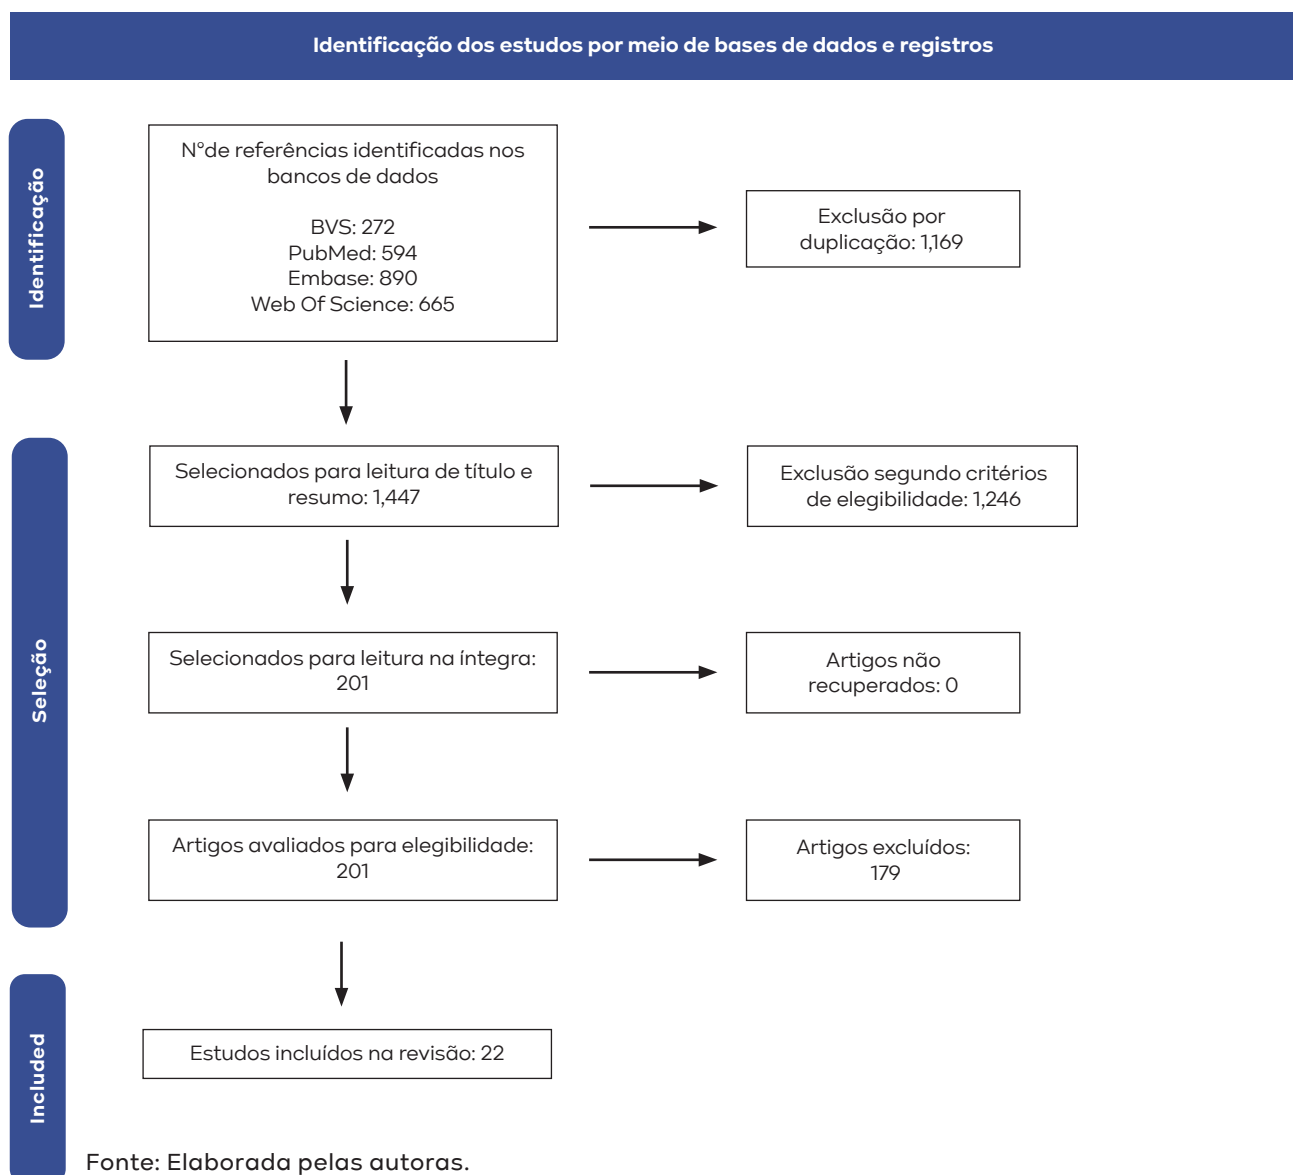 Identificação dos estudos por meio de bases de dados e registros
Identificação
N°de referências identificadas nos
bancos de dados
BVS: 272
PubMed: 594
Embase: 890
Web Of Science: 665
Exclusão por
duplicação: 1,169
Seleção
Selecionados para leitura de título e
resumo: 1,447
Exclusão segundo critérios
de elegibilidade: 1,246
Selecionados para leitura na íntegra:
201
Artigos não
recuperados: 0
Artigos avaliados para elegibilidade:
201
Artigos excluídos:
179
Included
Estudos incluídos na revisão: 22
Fonte: Elaborada pelas autoras.